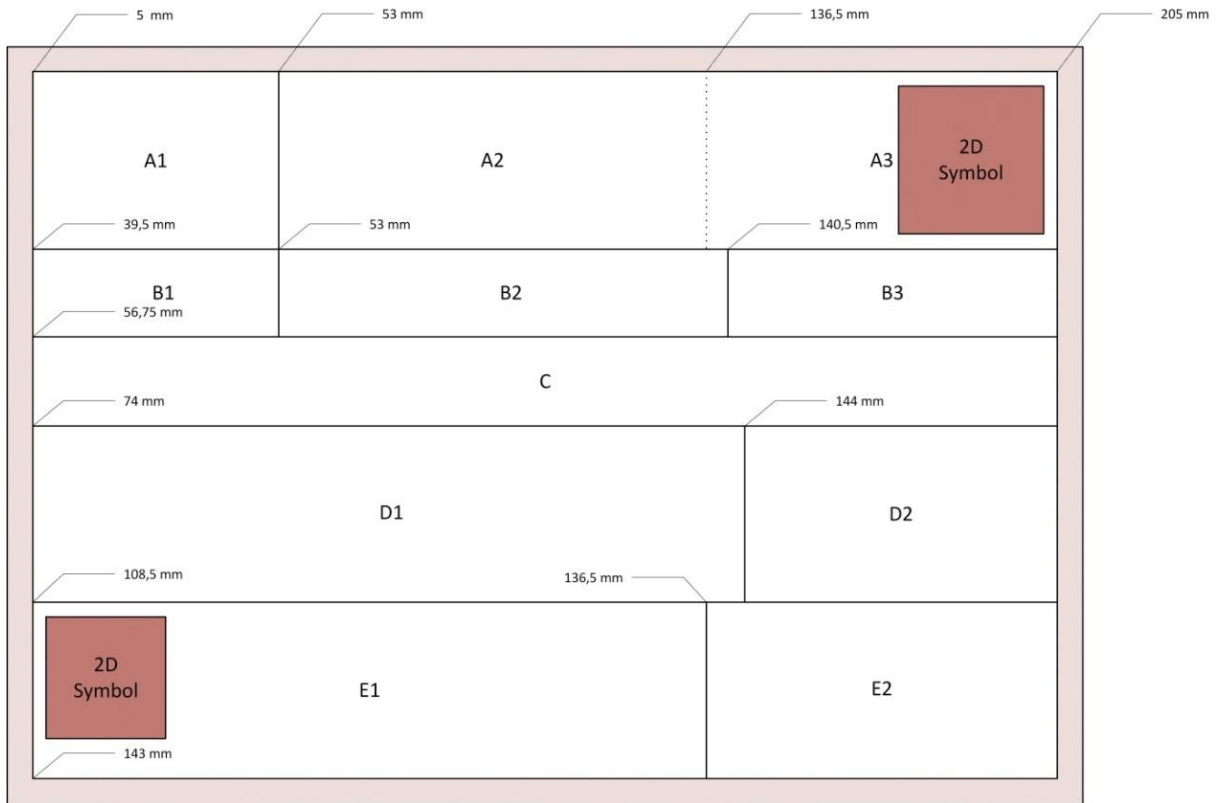 5 mm
53 mm
136,5 mm
205 mm
A1
A2
A3
2D
Symbol
39,5 mm
53 mm
140,5 mm
B1
B2
B3
56,75 mm
C
74 mm
144 mm
D1
D2
108,5 mm
136,5 mm
2D
Symbol
E1
E2
143 mm